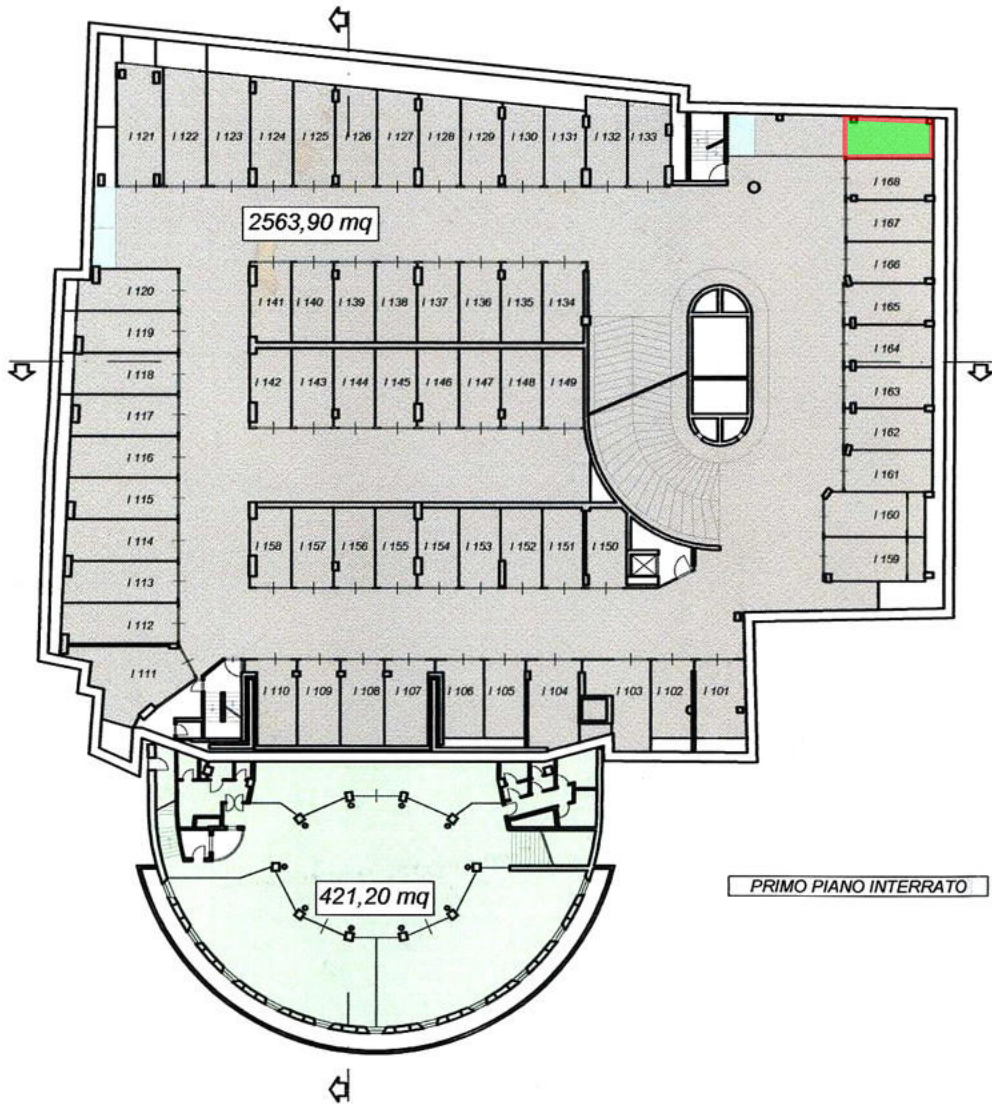 I 121 I 122 I 123 I 124 I 125 I 126 I 127 I 128 I 129 I 130 I 131 I 132 I 133
I 168
I 167
2563,90 mq
I 166
I 120
I 141 I 140 I 139 I 138 I 137 I 136 I 135 I 134
I 165
I 119
I 164
I 118
I 142 I 143 I 144 I 145 I 146 I 147 I 148 I 149
I 163
I 117
I 162
I 116
I 161
I 115
I 160
I 114
I 158 I 157 I 156 I 155 I 154 I 153 I 152 I 151 I 150
I 159
I 113
I 112
I 111
I 110 I 109 I 108 I 107 I 106 I 105 I 104 I 103 I 102 I 101
PRIMO PIANO INTERRATO
421,20 mq